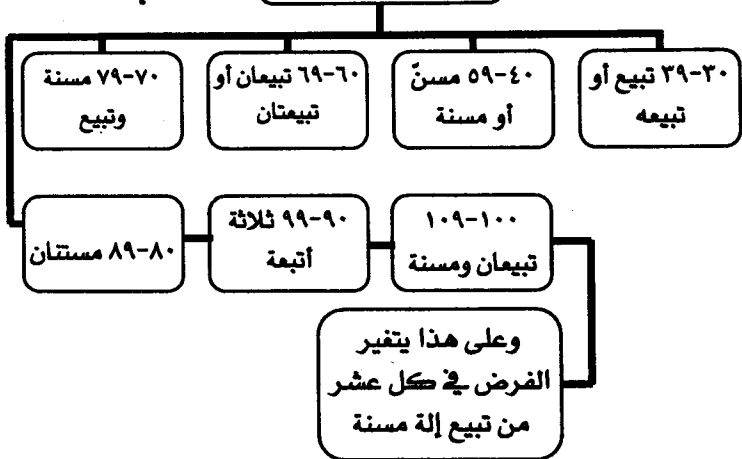 ٣٠-٣٩ تبيع أو
تبيعه
٤٠-٥٩ مسنّ
أو مسنة
٦٠-٦٩ تبيعان أو
تبيعتان
٧٠-٧٩ مسنة
وتبيع
٨٠-٨٩ مستتان
٩٠-٩٩ ثلاثة
أتبعة
١٠٠-١٠٩
تبيعان ومسنة
وعلى هذا يتغير
الفرض في كل عشر
من تبيع إلة مسنة